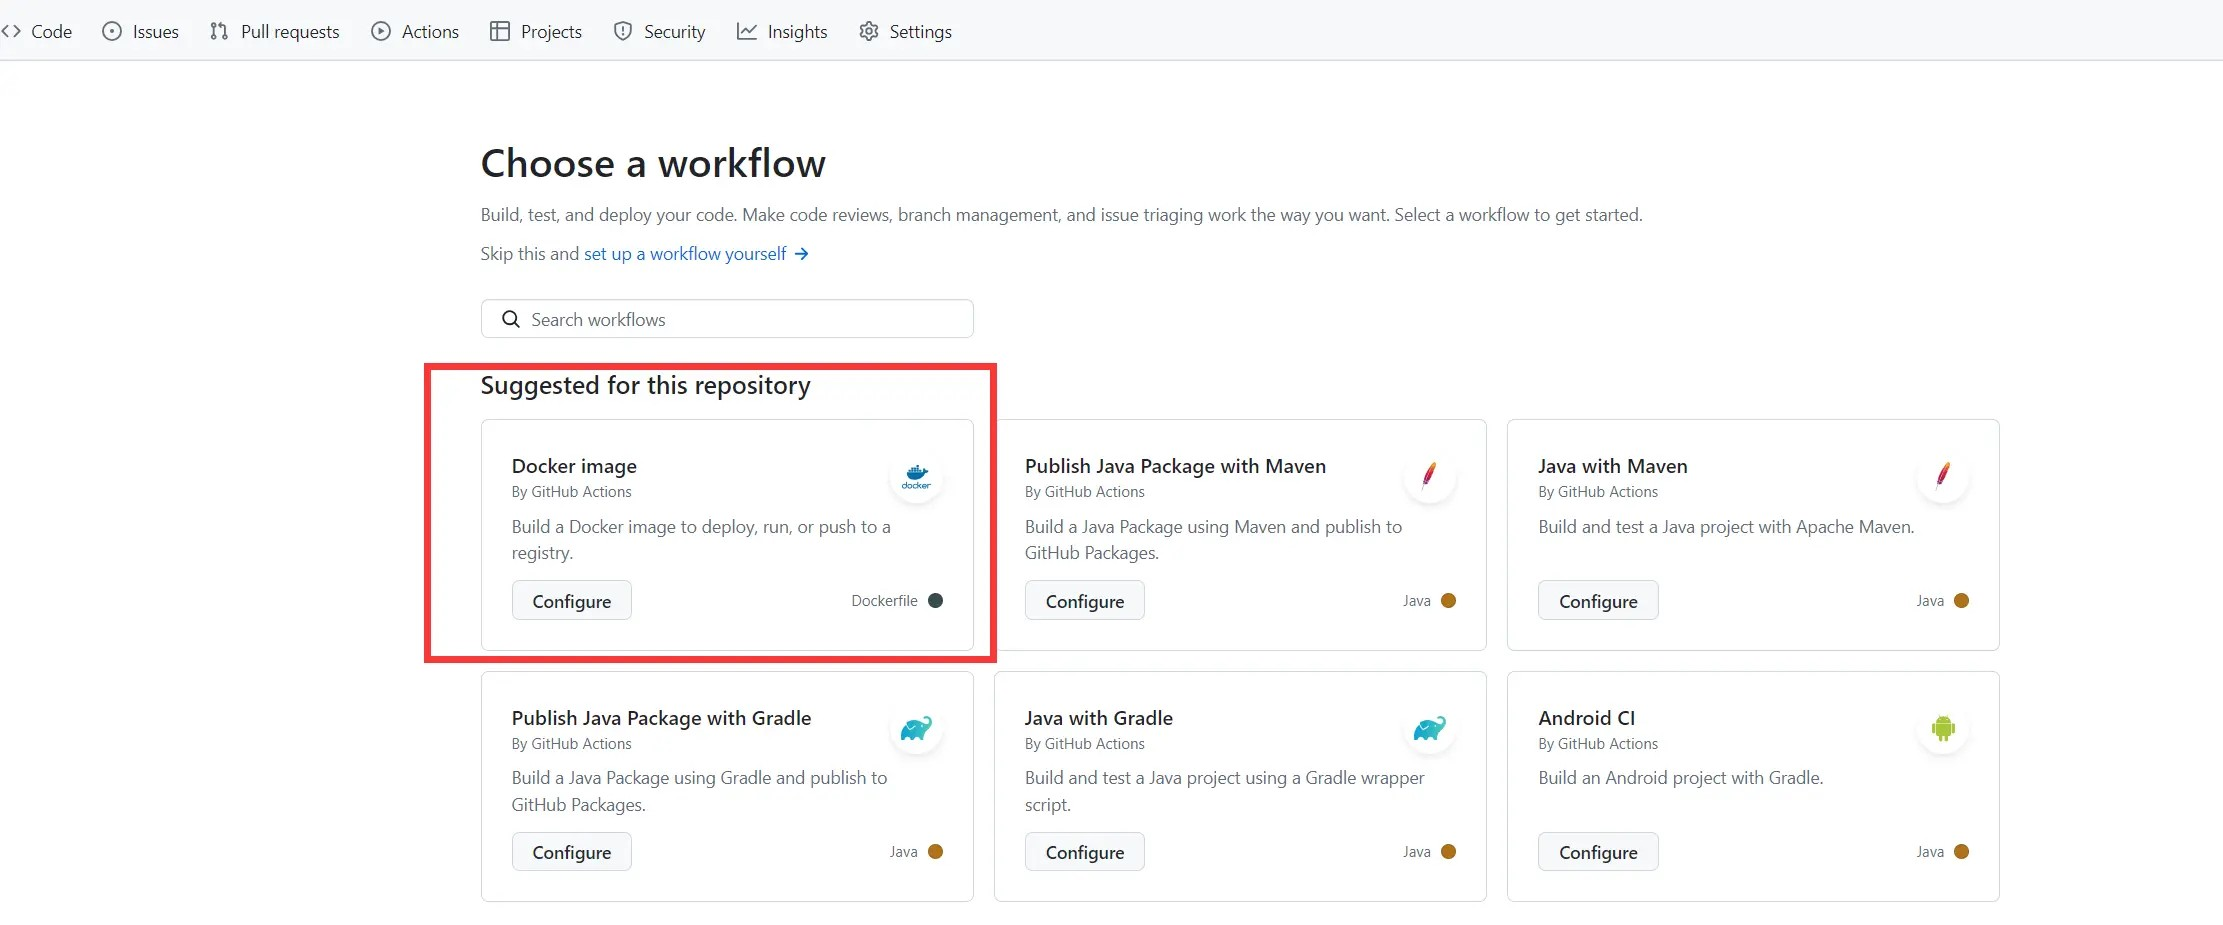 Code Issues Pull requests Actions Projects Security Insights Settings
Choose a workflow
Build, test, and deploy your code. Make code reviews, branch management, and issue triaging work the way you want. Select a workflow to get started.
Skip this and set up a workflow yourself →
Search workflows
Suggested for this repository
Docker image
By GitHub Actions
docker
Build a Docker image to deploy, run, or push to a
registry.
Configure
Dockerfile
Publish Java Package with Maven
By GitHub Actions
Build a Java Package using Maven and publish to
GitHub Packages.
Configure
Java
Java with Maven
By GitHub Actions
Build and test a Java project with Apache Maven.
Configure
Java
Publish Java Package with Gradle
By GitHub Actions
Build a Java Package using Gradle and publish to
GitHub Packages.
Configure
Java
Java with Gradle
By GitHub Actions
Build and test a Java project using a Gradle wrapper
script.
Configure
Java
Android CI
By GitHub Actions
Build an Android project with Gradle.
Configure
Java